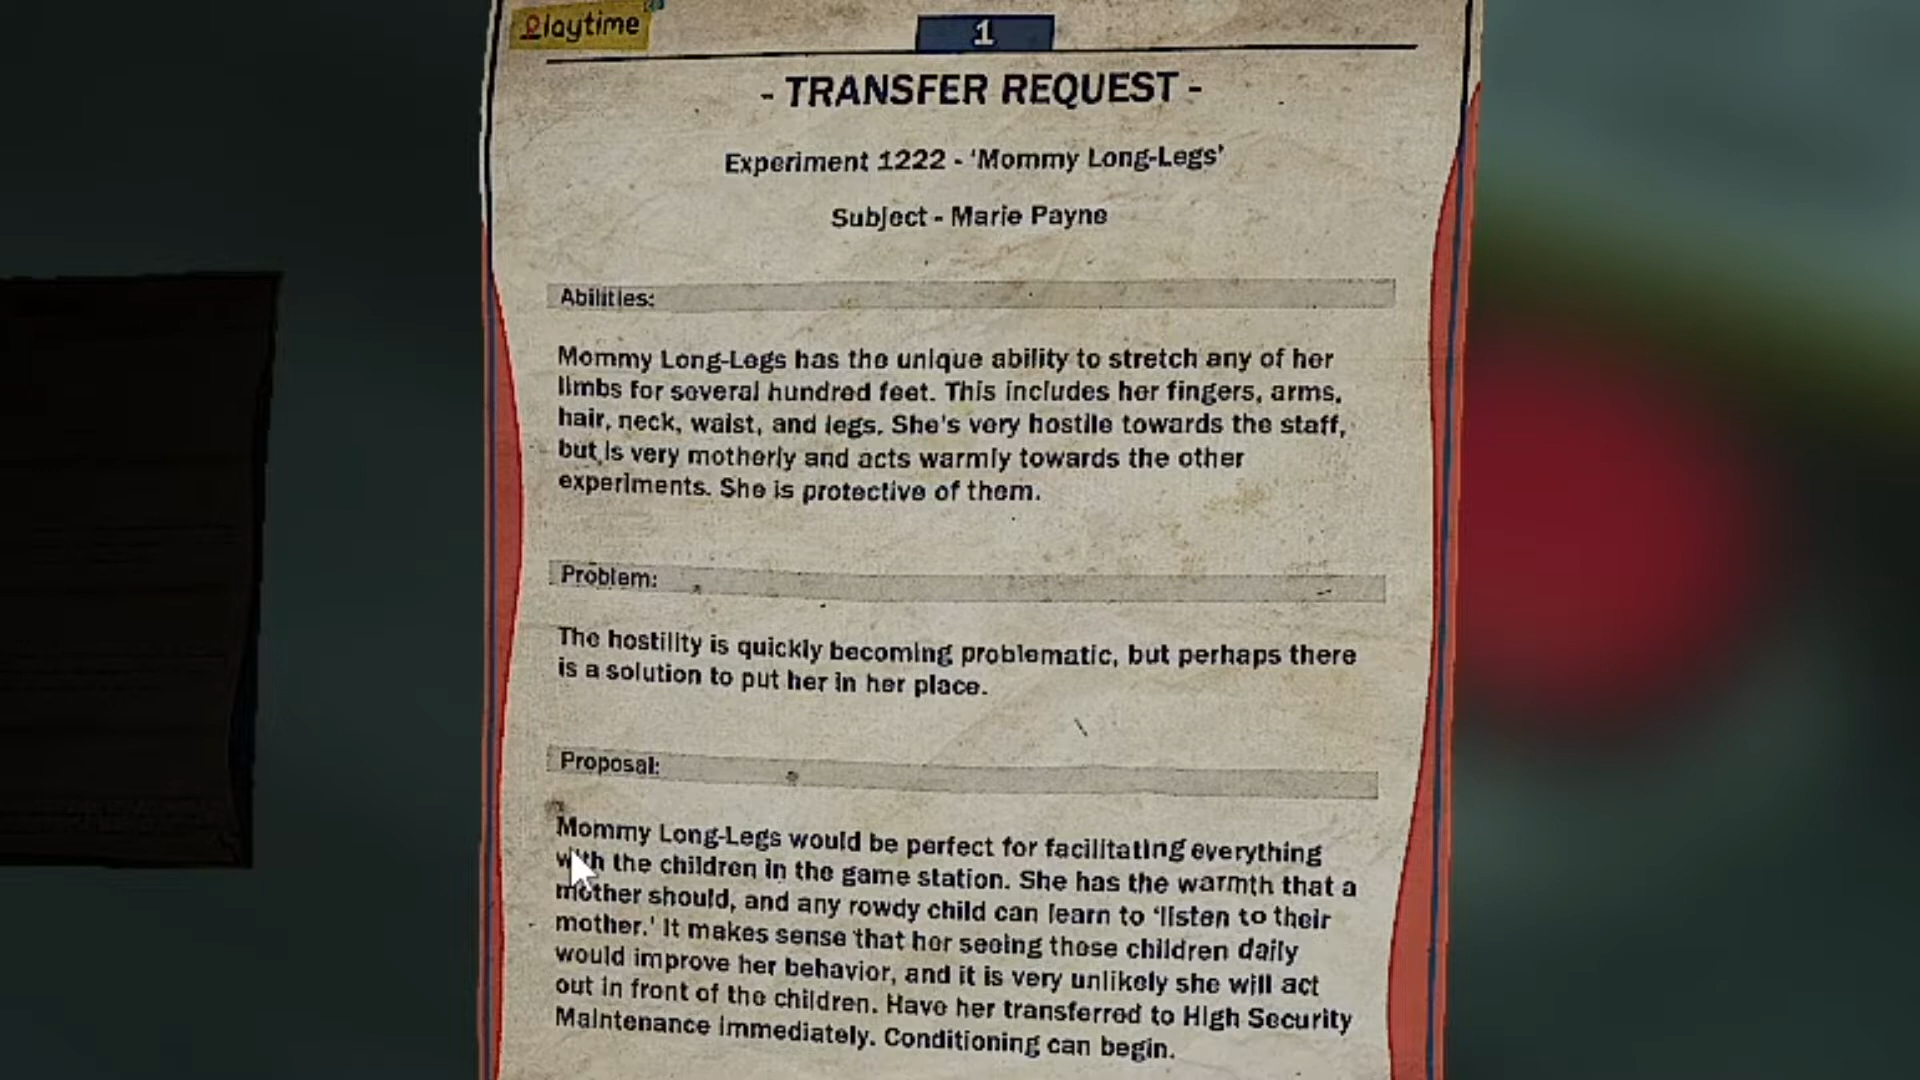 Playtime
1
- TRANSFER REQUEST -
Experiment 1222 - ‘Mommy Long-Legs’
Subject - Marie Payne
Abilities:
Mommy Long-Legs has the unique ability to stretch any of her
limbs for several hundred feet. This includes her fingers, arms,
hair, neck, waist, and legs. She's very hostile towards the staff,
but is very motherly and acts warmly towards the other
experiments. She is protective of them.
Problem:
The hostility is quickly becoming problematic, but perhaps there
is a solution to put her in her place.
Proposal:
Mommy Long-Legs would be perfect for facilitating everything
with the children in the game station. She has the warmth that a
mother should, and any rowdy child can learn to ‘listen to their
mother.' It makes sense that her seeing these children daily
would improve her behavior, and it is very unlikely she will act
out in front of the children. Have her transferred to High Security
Maintenance immediately. Conditioning can begin.